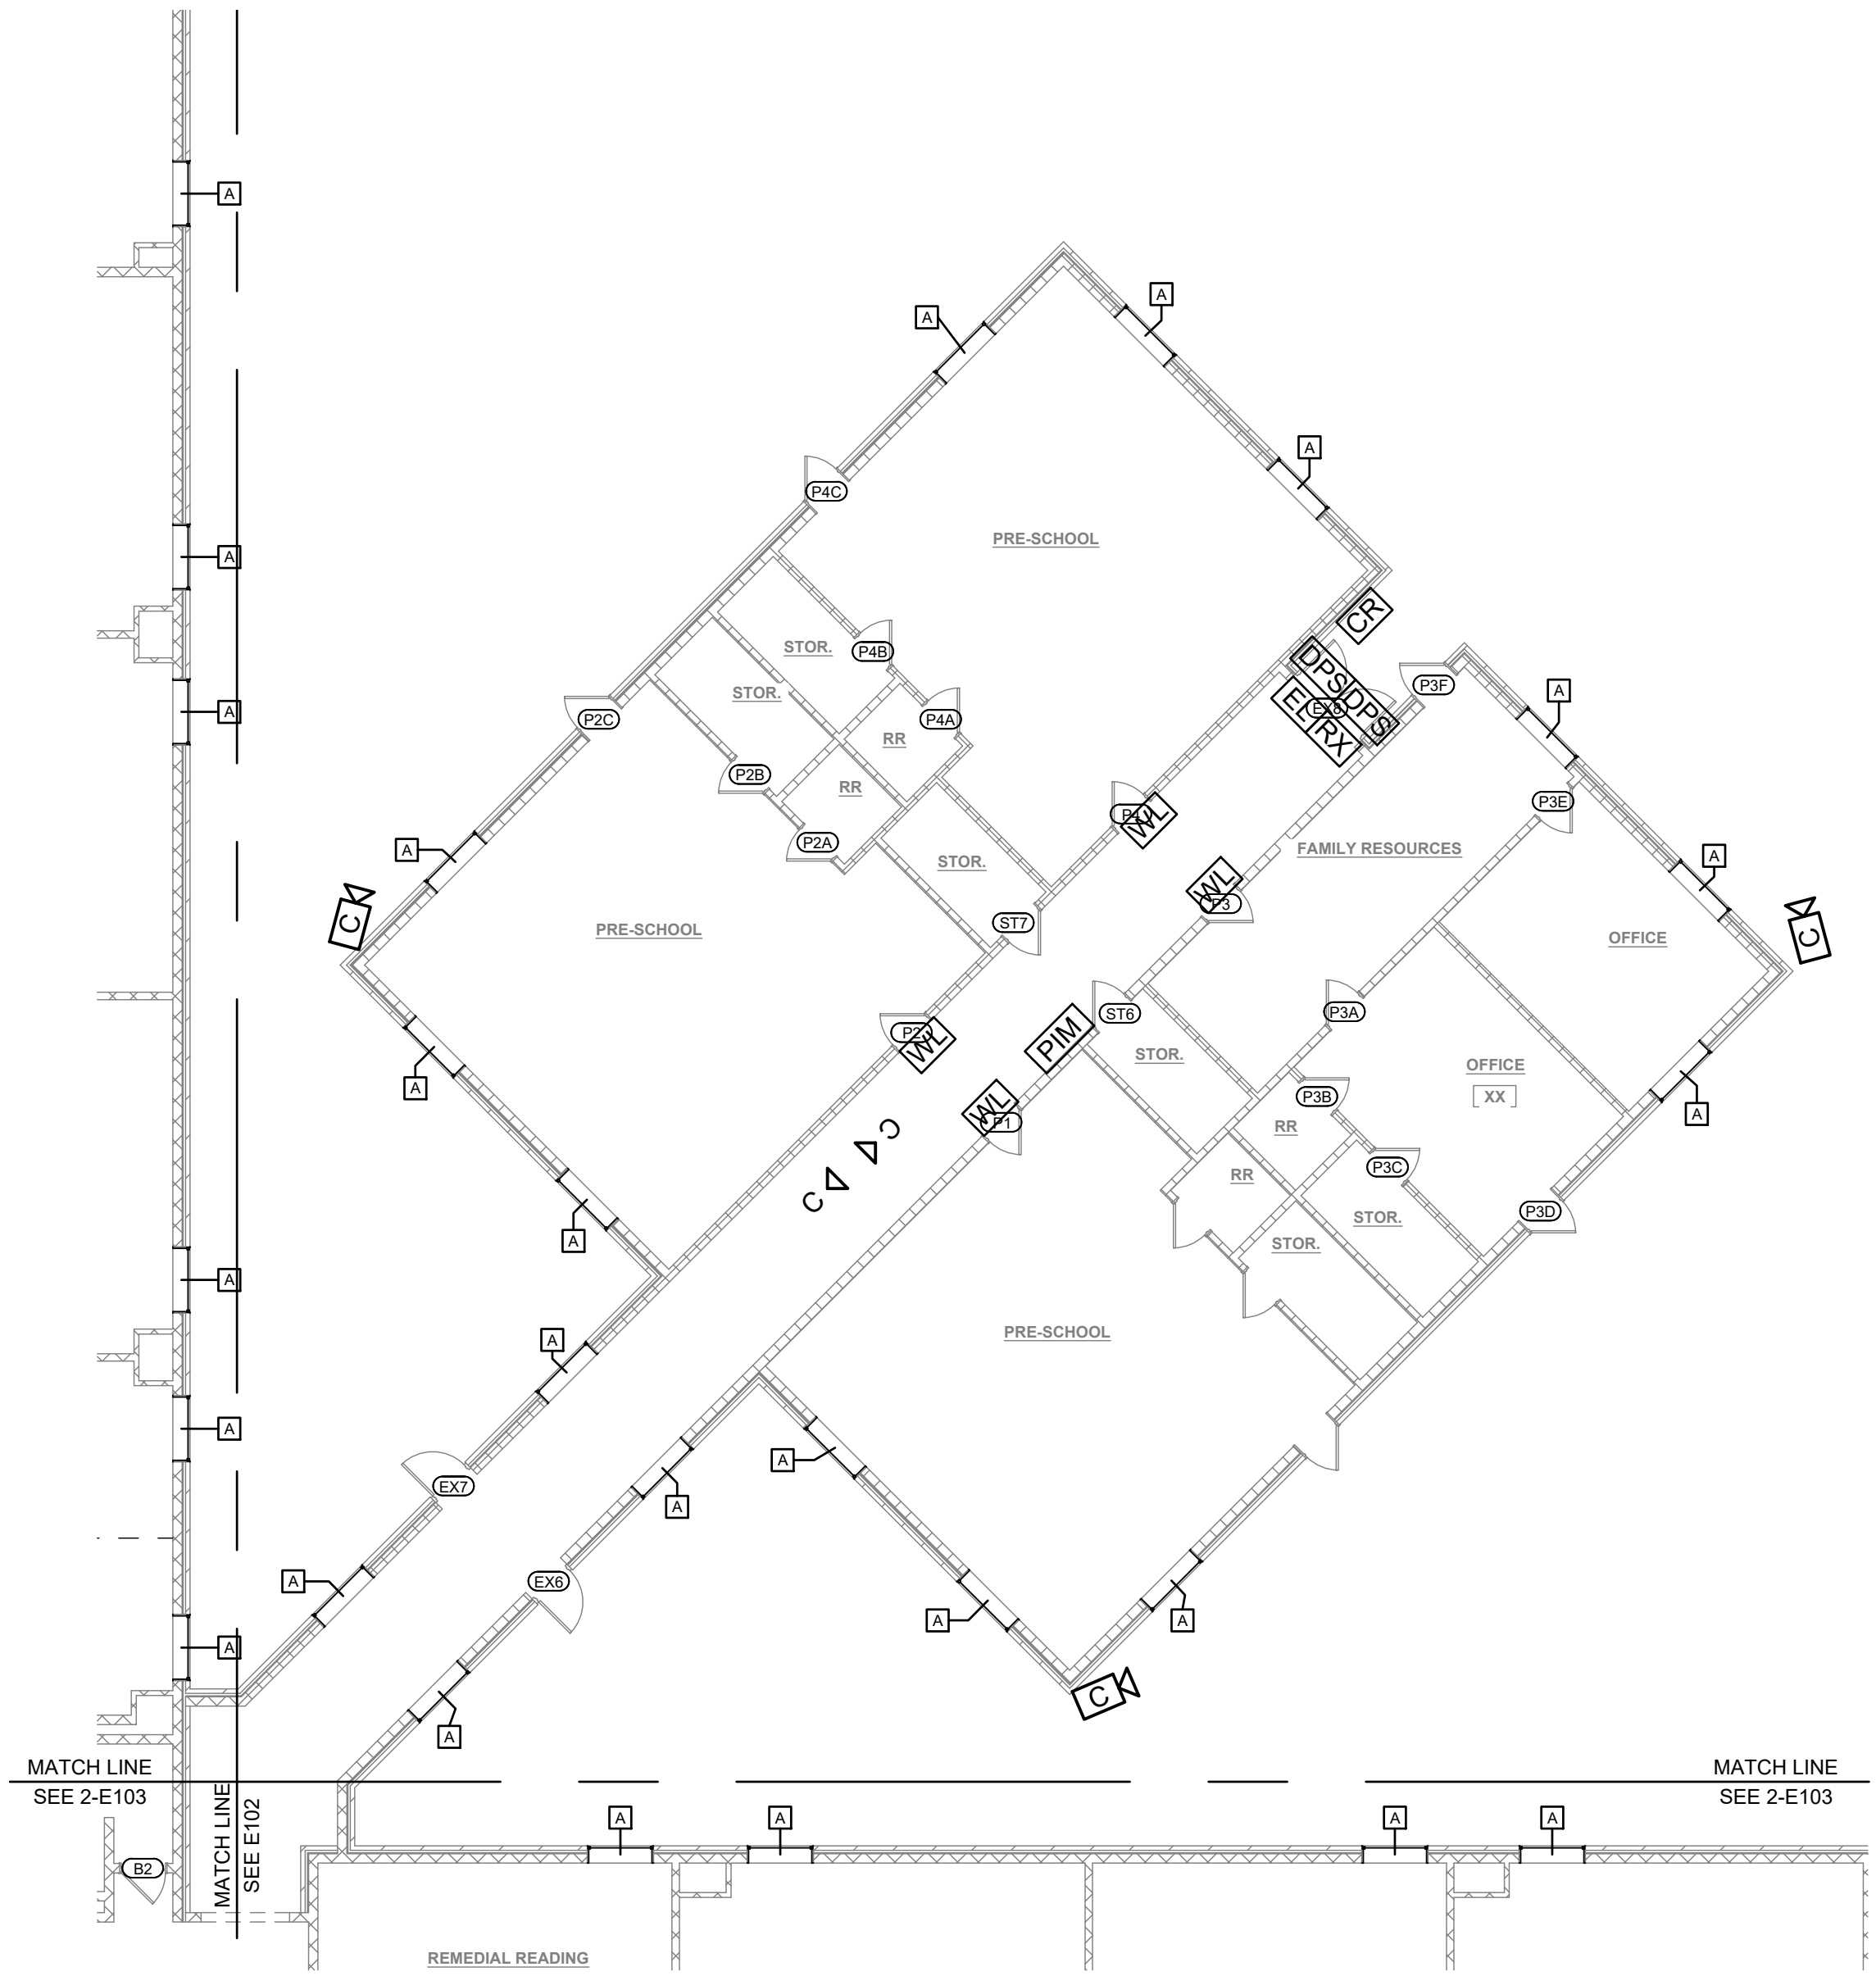 A
A
A
A
A
P4C
PRE-SCHOOL
A
CR
STOR.
P4B
DPS
DPS
P3F
STOR.
A
A
P2C
P4A
EX8
EL
RX
RR
P2B
RR
P3E
P4
WL
P2A
A
FAMILY RESOURCES
A
STOR.
WL
P3
C
ST7
PRE-SCHOOL
OFFICE
C
P2
WL
PIM
ST6
P3A
STOR.
OFFICE
A
XX
P3B
WL
P1
A
RR
C
P3C
RR
C
STOR.
P3D
A
STOR.
A
PRE-SCHOOL
A
A
A
EX7
A
A
EX6
A
A
A
C
A
MATCH LINE
SEE 2-E103
MATCH LINE
SEE 2-E103
MATCH LINE
SEE E102
A
A
A
A
B2
REMEDIAL READING